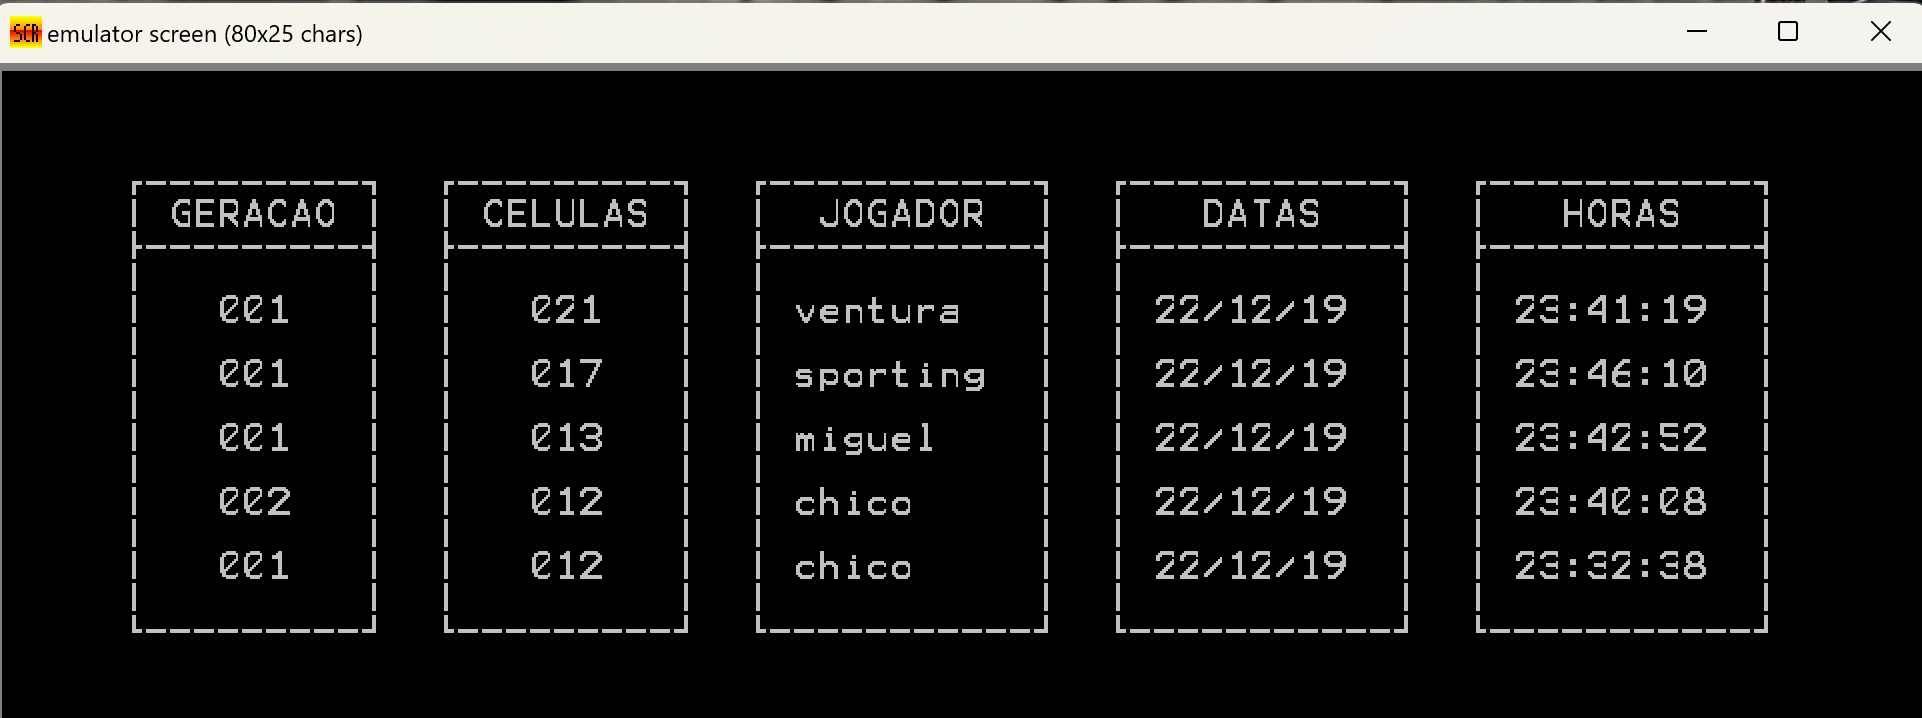 SCR emulator screen (80x25 chars)
GERACAO CELULAS JOGADOR DATAS HORAS
001 021 ventura 22/12/19 23:41:19
001 017 sporting 22/12/19 23:46:10
001 013 miguel 22/12/19 23:42:52
002 012 chico 22/12/19 23:40:08
001 012 chico 22/12/19 23:32:38